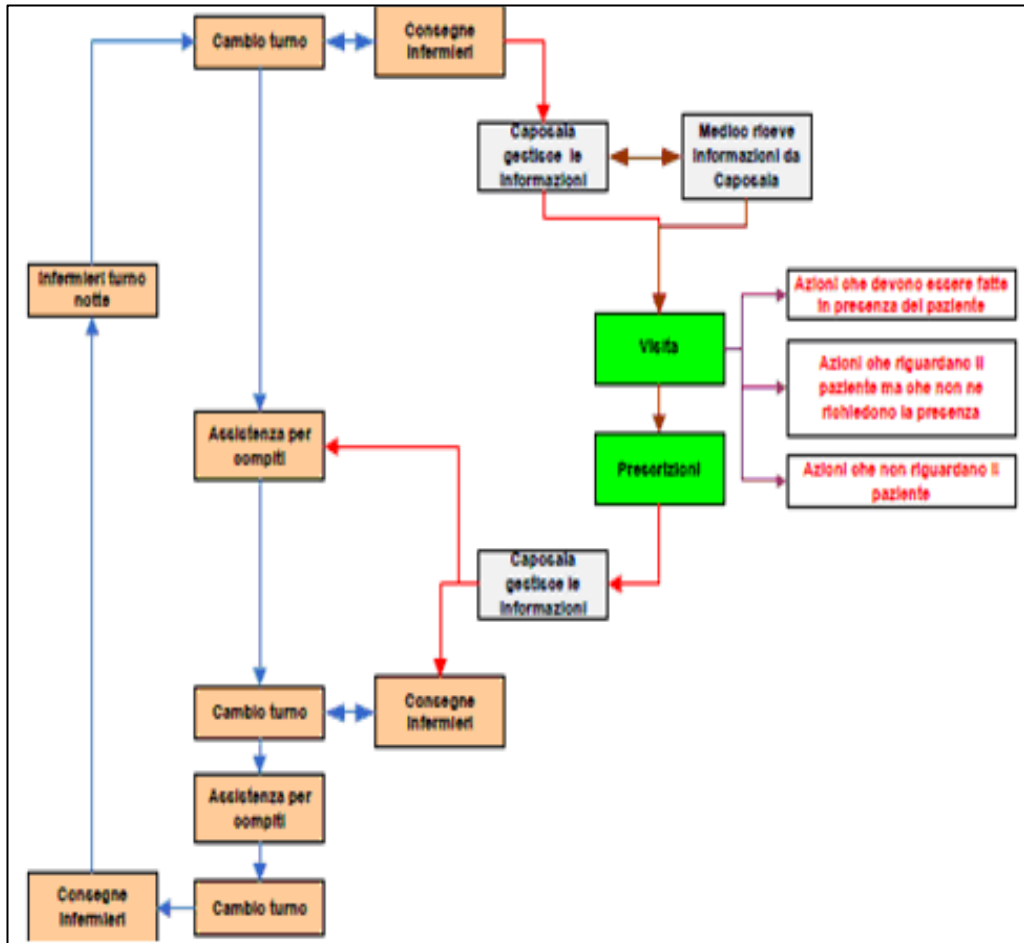 Cambio turno
Consegne
Infermieri
Caposala
gestisce le
Informazioni
Medico riceve
Informazioni da
Caposala
Infermieri turno
notte
Azioni che devono essere fatte
in presenza del paziente
Visita
Azioni che riguardano il
paziente ma che non ne
richiedono la presenza
Assistenza per
compiti
Prescrizioni
Azioni che non riguardano il
paziente
Caposala
gestisce le
Informazioni
Cambio turno
Consegne
Infermieri
Assistenza per
compiti
Consegne
Infermieri
Cambio turno